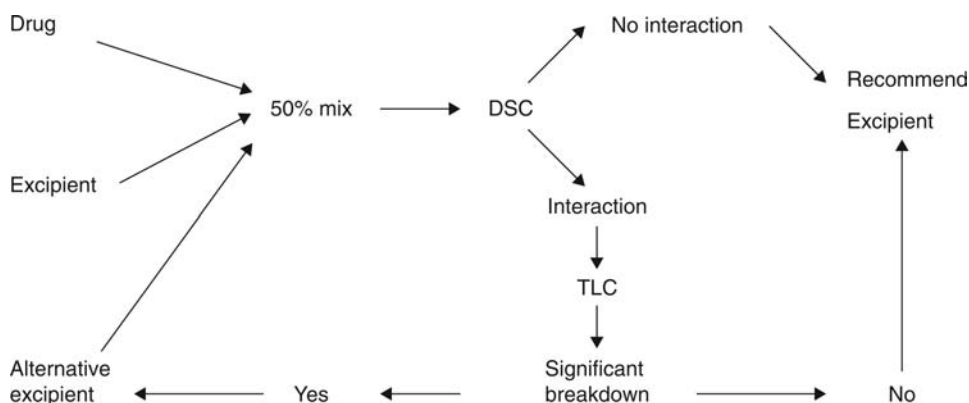 Drug
No interaction
Recommend
50% mix
DSC
Excipient
Excipient
Interaction
TLC
Alternative
excipient
Yes
Significant
breakdown
No